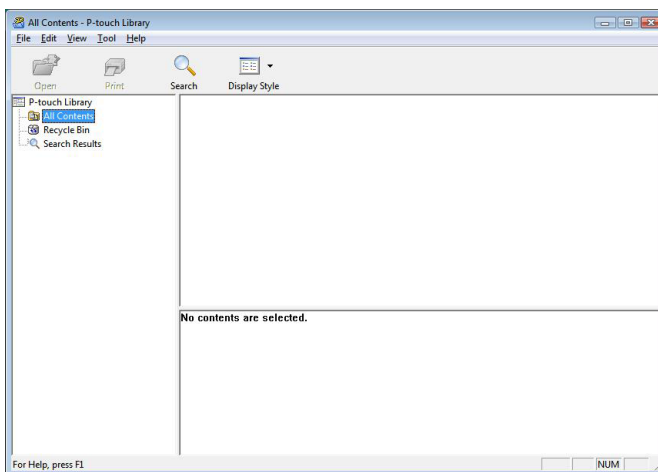 All Contents - P-touch Library
File Edit View Tool Help
Open Print Search Display Style
P-touch Library
All Contents
Recycle Bin
Search Results
No contents are selected.
For Help, press F1 NUM